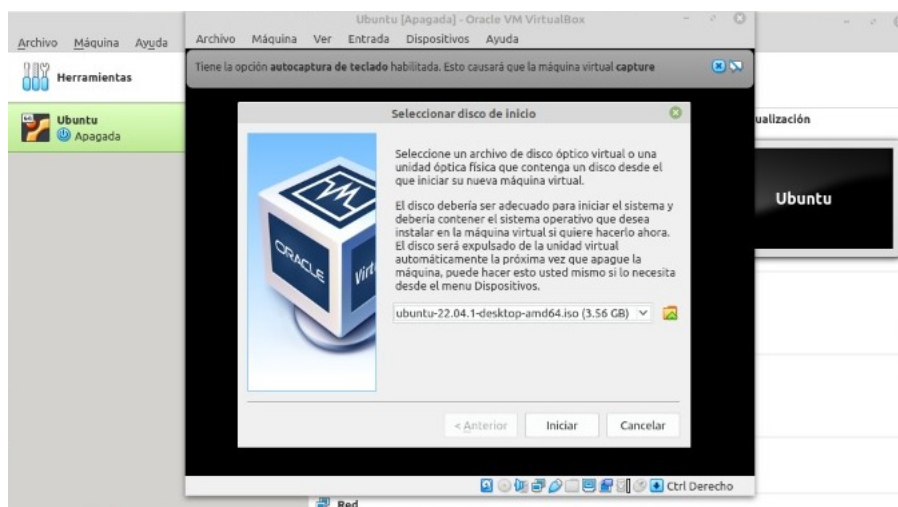 Ubuntu [Apagada] - Oracle VM VirtualBox
Archivo Máquina Ver Entrada Dispositivos Ayuda
Archivo Máquina Ayuda
Herramientas
Ubuntu
Apagada
Tiene la opción autocaptura de teclado habilitada. Esto causará que la máquina virtual capture
Seleccionar disco de inicio
Seleccione un archivo de disco óptico virtual o una
unidad óptica física que contenga un disco desde el
que iniciar su nueva máquina virtual.
El disco debería ser adecuado para iniciar el sistema y
debería contener el sistema operativo que desea
instalar en la máquina virtual si quiere hacerlo ahora.
El disco será expulsado de la unidad virtual
automáticamente la próxima vez que apague la
máquina, puede hacer esto usted mismo si lo necesita
desde el menu Dispositivos.
ubuntu-22.04.1-desktop-amd64.iso (3.56 GB)
ORACLE
Virt
< Anterior Iniciar Cancelar
ualización
Ubuntu
Ctrl Derecho
Red